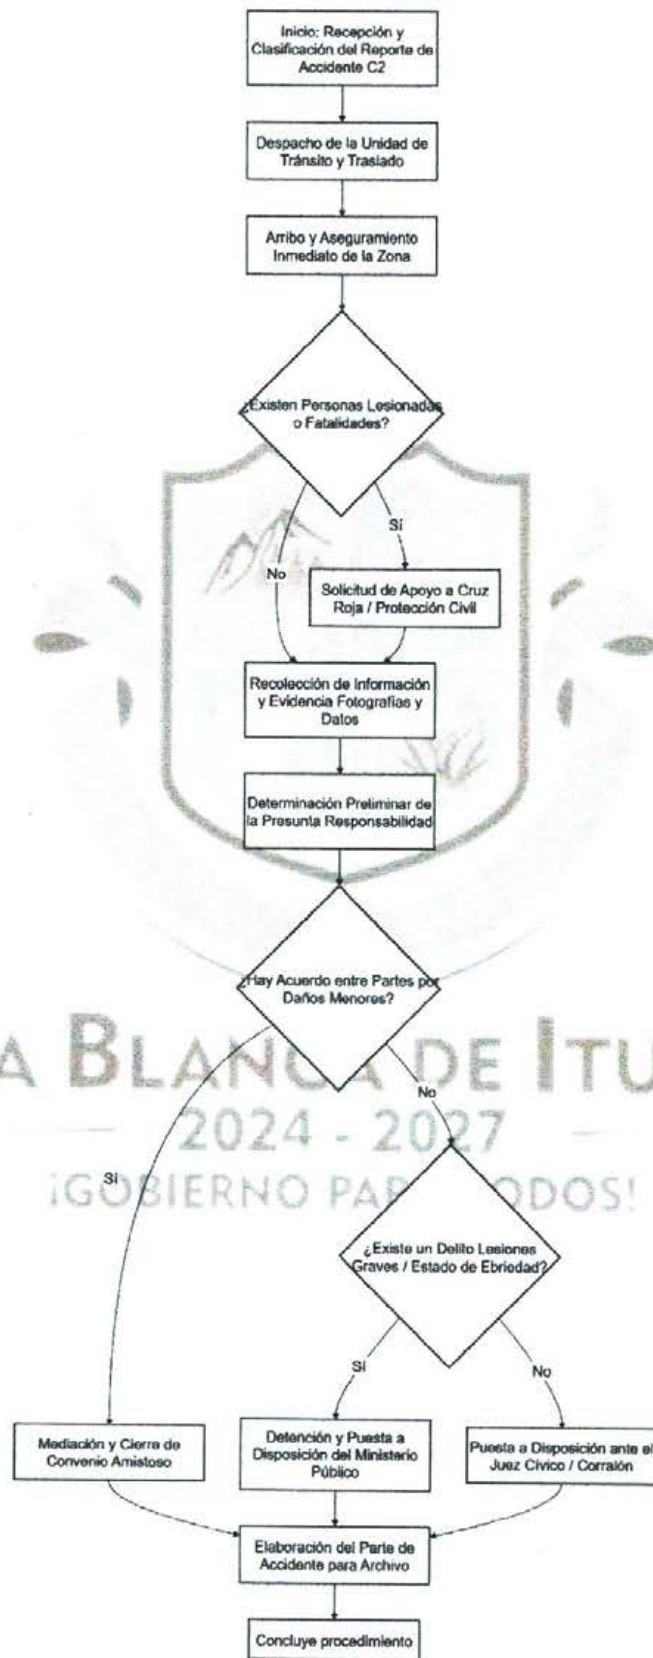 Inicio: Recepción y
Clasificación del Reporte de
Accidente C2
Despacho de la Unidad de
Tránsito y Traslado
Arribo y Aseguramiento
Inmediato de la Zona
¿Existen Personas Lesionadas
o Fatalidades?
Sí
No
Solicitud de Apoyo a Cruz
Roja / Protección Civil
Recolección de Información
y Evidencia Fotografías y
Datos
Determinación Preliminar de
la Presunta Responsabilidad
¿Hay Acuerdo entre Partes por
Daños Menores?
A BLANCA DE ITU
No
2024 - 2027
Sí
¡GOBIERNO PARA TODOS!
¿Existe un Delito Lesiones
Graves / Estado de Ebriedad?
Sí
No
Mediación y Cierre de
Convenio Amistoso
Detención y Puesta a
Disposición del Ministerio
Público
Puesta a Disposición ante el
Juez Cívico / Corralón
Elaboración del Parte de
Accidente para Archivo
Concluye procedimiento